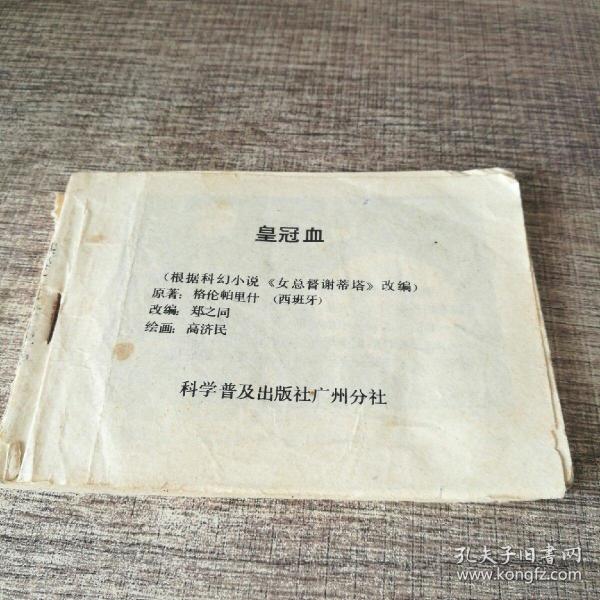 皇冠血
（根据科幻小说《女总督谢蒂塔》改编）
原著：格伦帕里什（西班牙）
改编：郑之同
绘画：高济民
科学普及出版社广州分社
孔夫子旧书网
www.kongfz.com